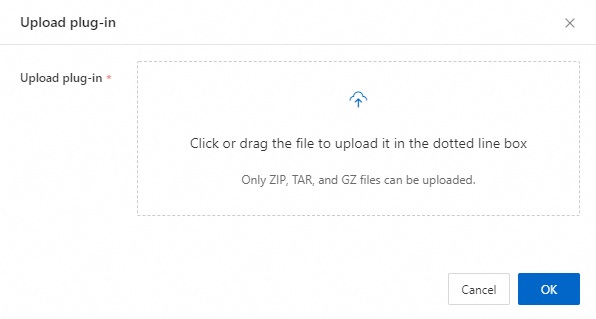 Upload plug-in
Upload plug-in *
Click or drag the file to upload it in the dotted line box
Only ZIP, TAR, and GZ files can be uploaded.
Cancel OK